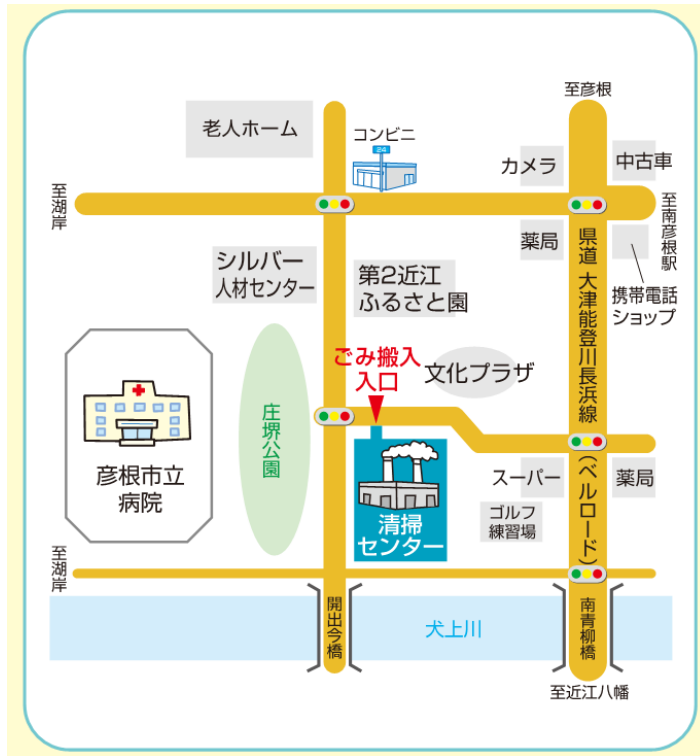 至彦根
老人ホーム
コンビニ
24
カメラ
中古車
至湖岸
至南彦根駅
薬局
県道 大津能登川長浜線(ベルロード)
シルバー
人材センター
第2近江
ふるさと園
携帯電話
ショップ
ごみ搬入
入口
文化プラザ
庄堺公園
彦根市立
病院
スーパー
薬局
ゴルフ
練習場
清掃
センター
至湖岸
開出今橋
犬上川
南青柳橋
至近江八幡